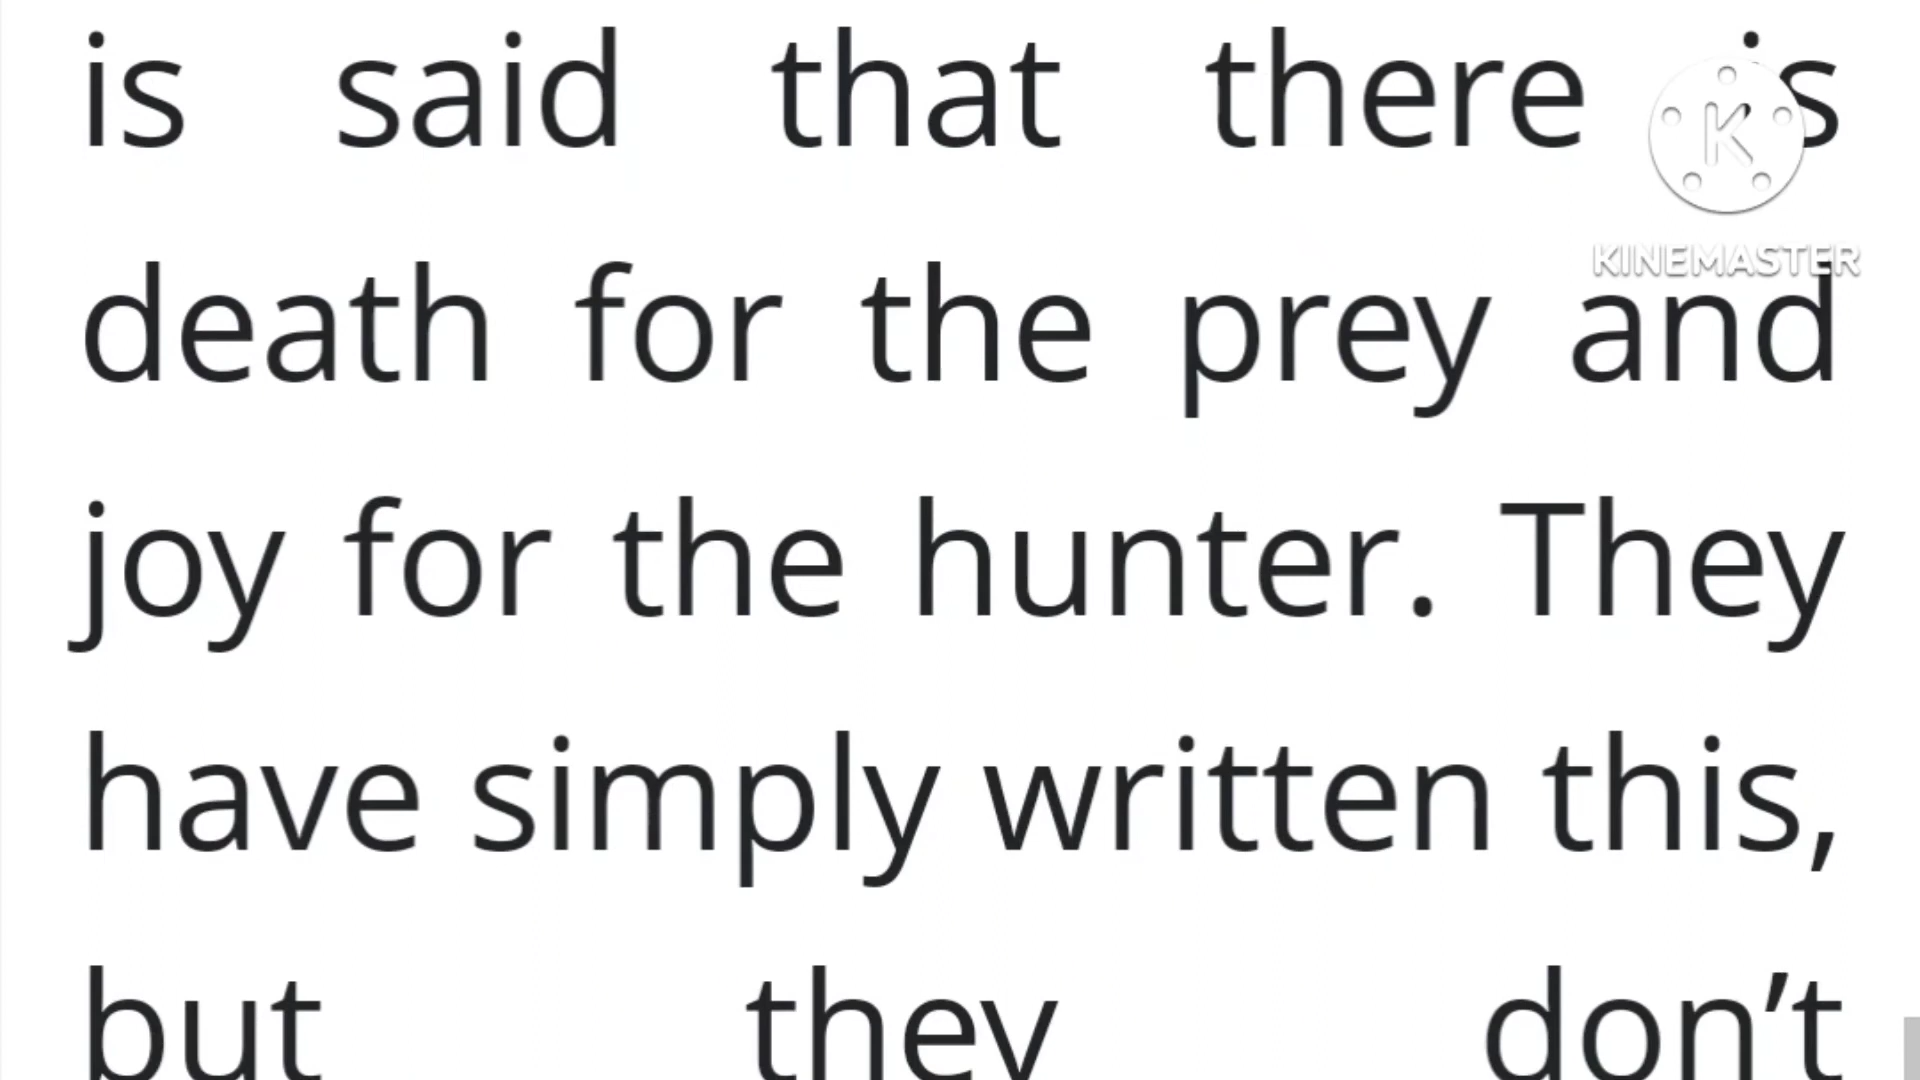 is said that there is
K
KINEMASTER
death for the prey and
joy for the hunter. They
have simply written this,
but they don’t